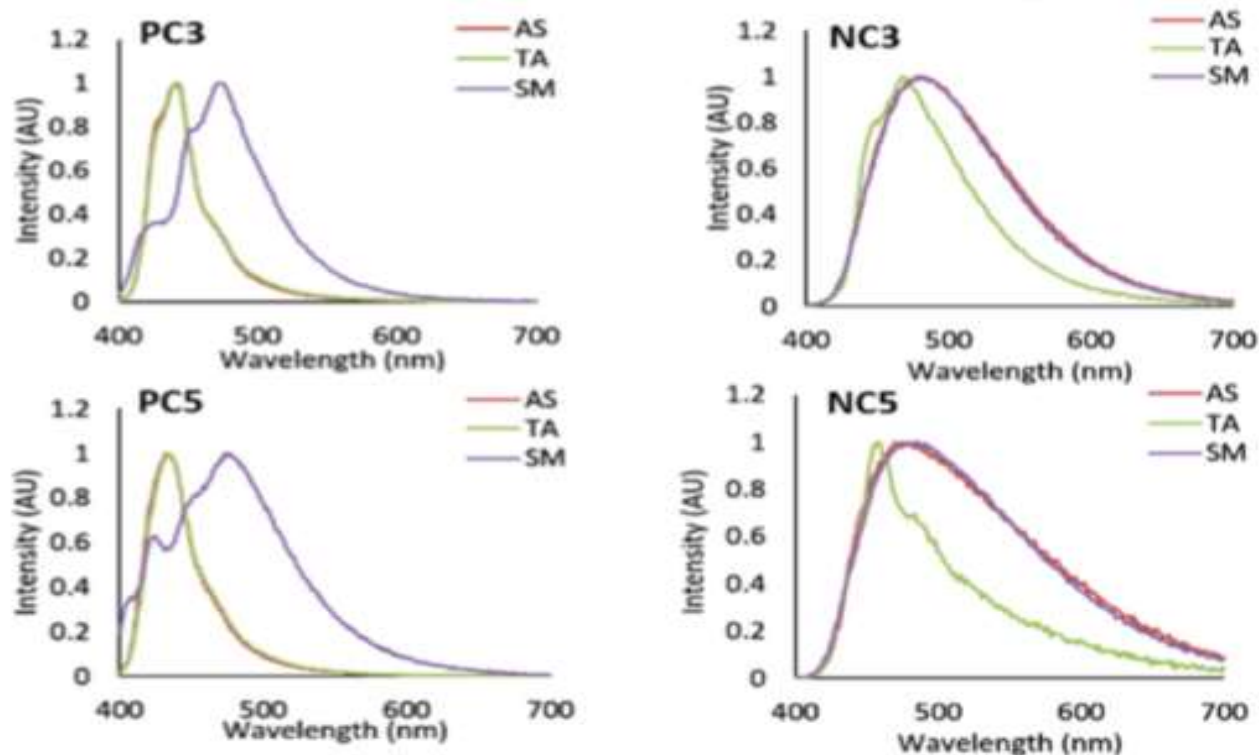 PC3
AS
TA
SM
1.2
1
0.8
0.6
0.4
0.2
0
Intensity (AU)
400 500 600 700
Wavelength (nm)
NC3
AS
TA
SM
1.2
1
0.8
0.6
0.4
0.2
0
Intensity (AU)
400 500 600 700
Wavelength (nm)
PC5
AS
TA
SM
1.2
1
0.8
0.6
0.4
0.2
0
Intensity (AU)
400 500 600 700
Wavelength (nm)
NC5
AS
TA
SM
1.2
1
0.8
0.6
0.4
0.2
0
Intensity (AU)
400 500 600 700
Wavelength (nm)